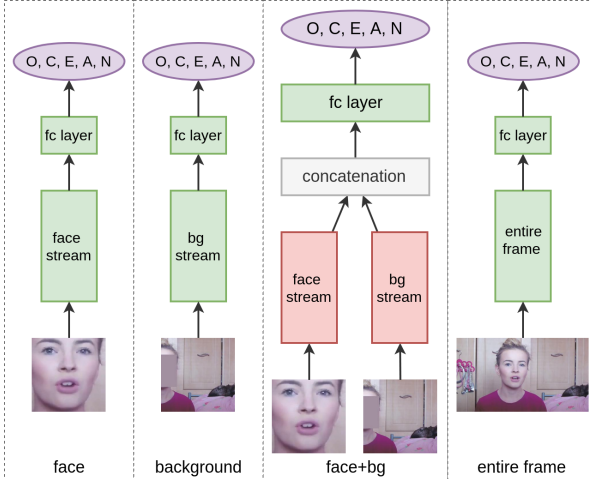 O, C, E, A, N
fc layer
face
stream
face
O, C, E, A, N
fc layer
bg
stream
background
O, C, E, A, N
fc layer
concatenation
face
stream
bg
stream
face+bg
O, C, E, A, N
fc layer
entire
frame
entire frame